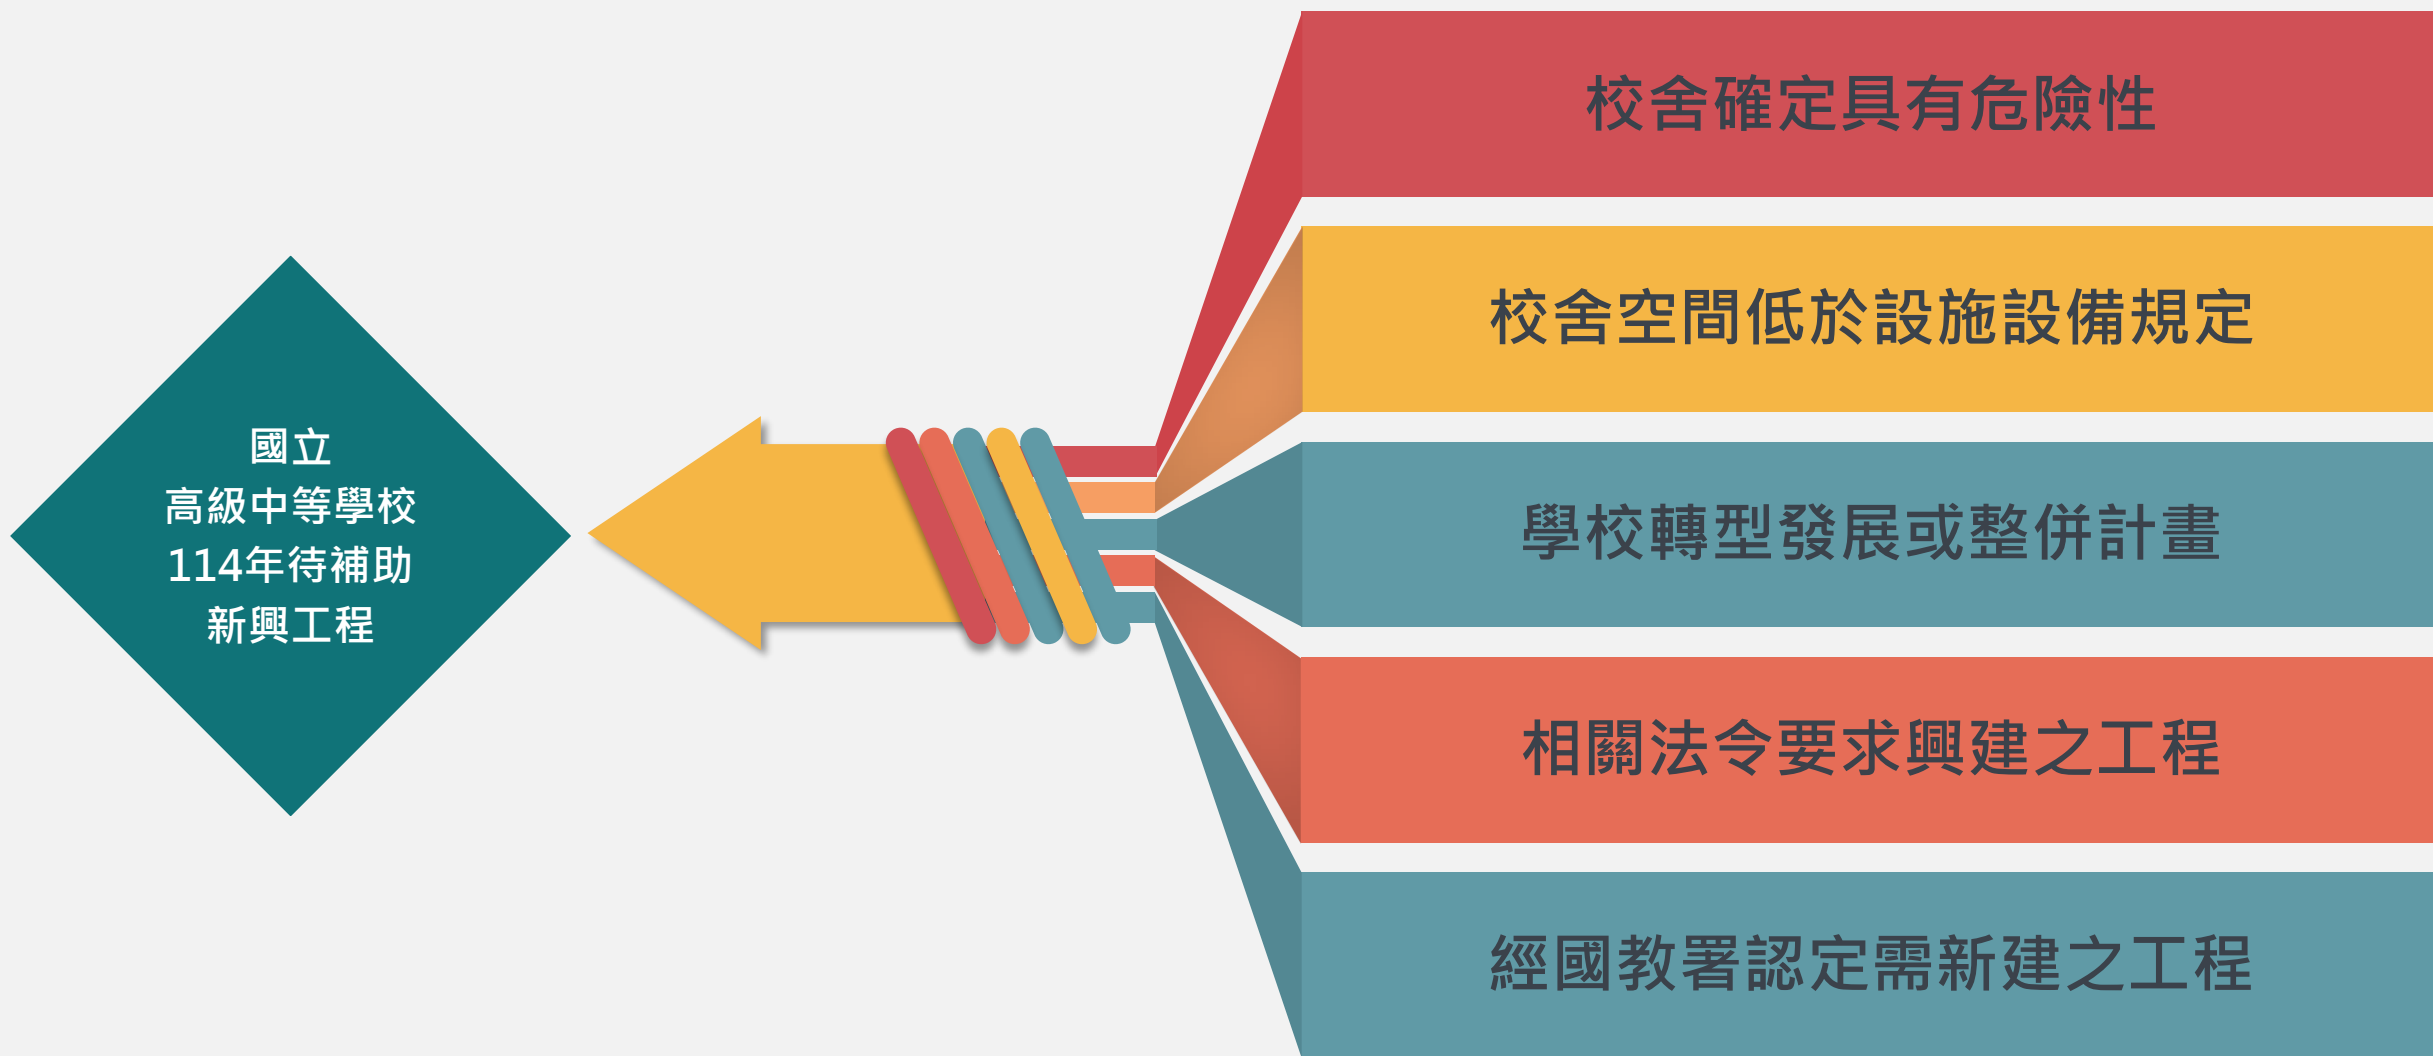 國立
高級中等學校
114年待補助
新興工程
校舍確定具有危險性
校舍空間低於設施設備規定
學校轉型發展或整併計畫
相關法令要求興建之工程
經國教署認定需新建之工程